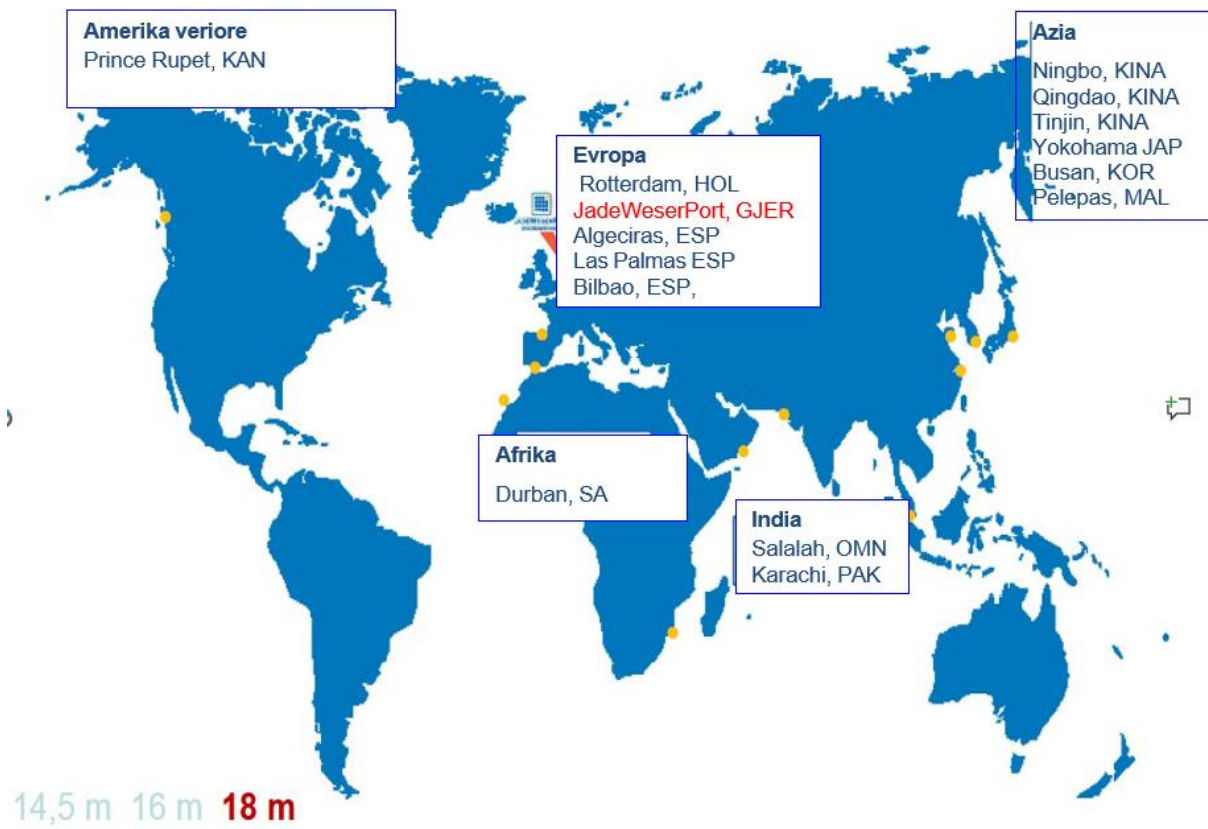 Amerika veriore
Prince Rupet, KAN
Azia
Ningbo, KINA
Qingdao, KINA
Tinjin, KINA
Yokohama JAP
Busan, KOR
Pelepas, MAL
Evropa
Rotterdam, HOL
JadeWeserPort, GJER
Algeciras, ESP
Las Palmas ESP
Bilbao, ESP,
Afrika
Durban, SA
India
Salalah, OMN
Karachi, PAK
14,5 m 16 m 18 m